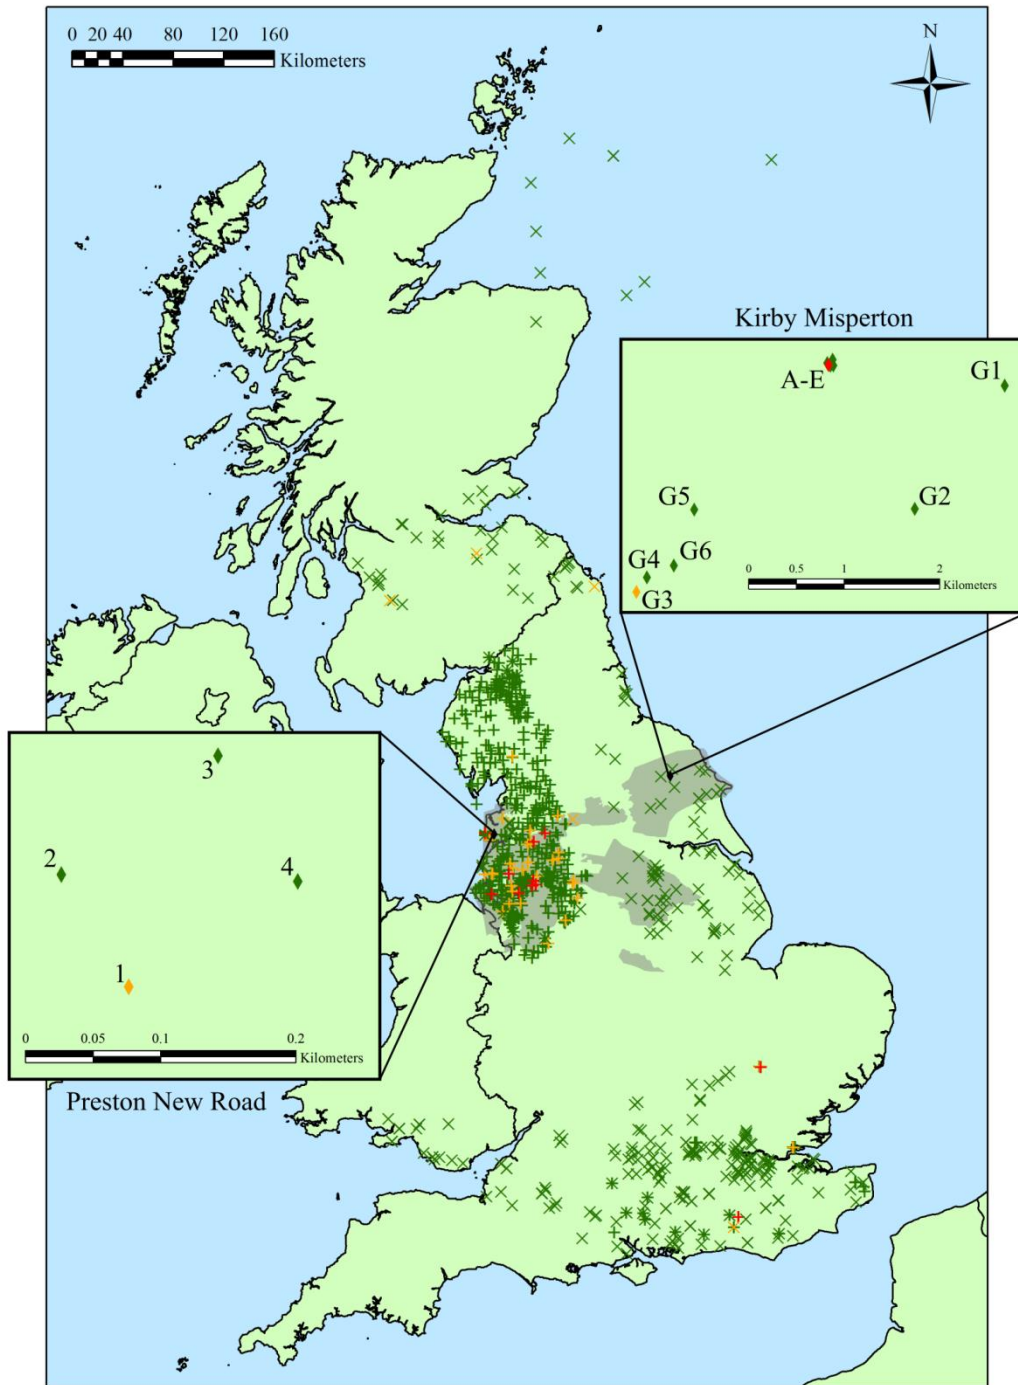 0 20 40 80 120 160
Kilometers
N
Kirby Misperton
A-E
G1
G5
G2
G4
G6
G3
0 0.5 1 2
Kilometers
3
2
4
1
0 0.05 0.1 0.2
Kilometers
Preston New Road